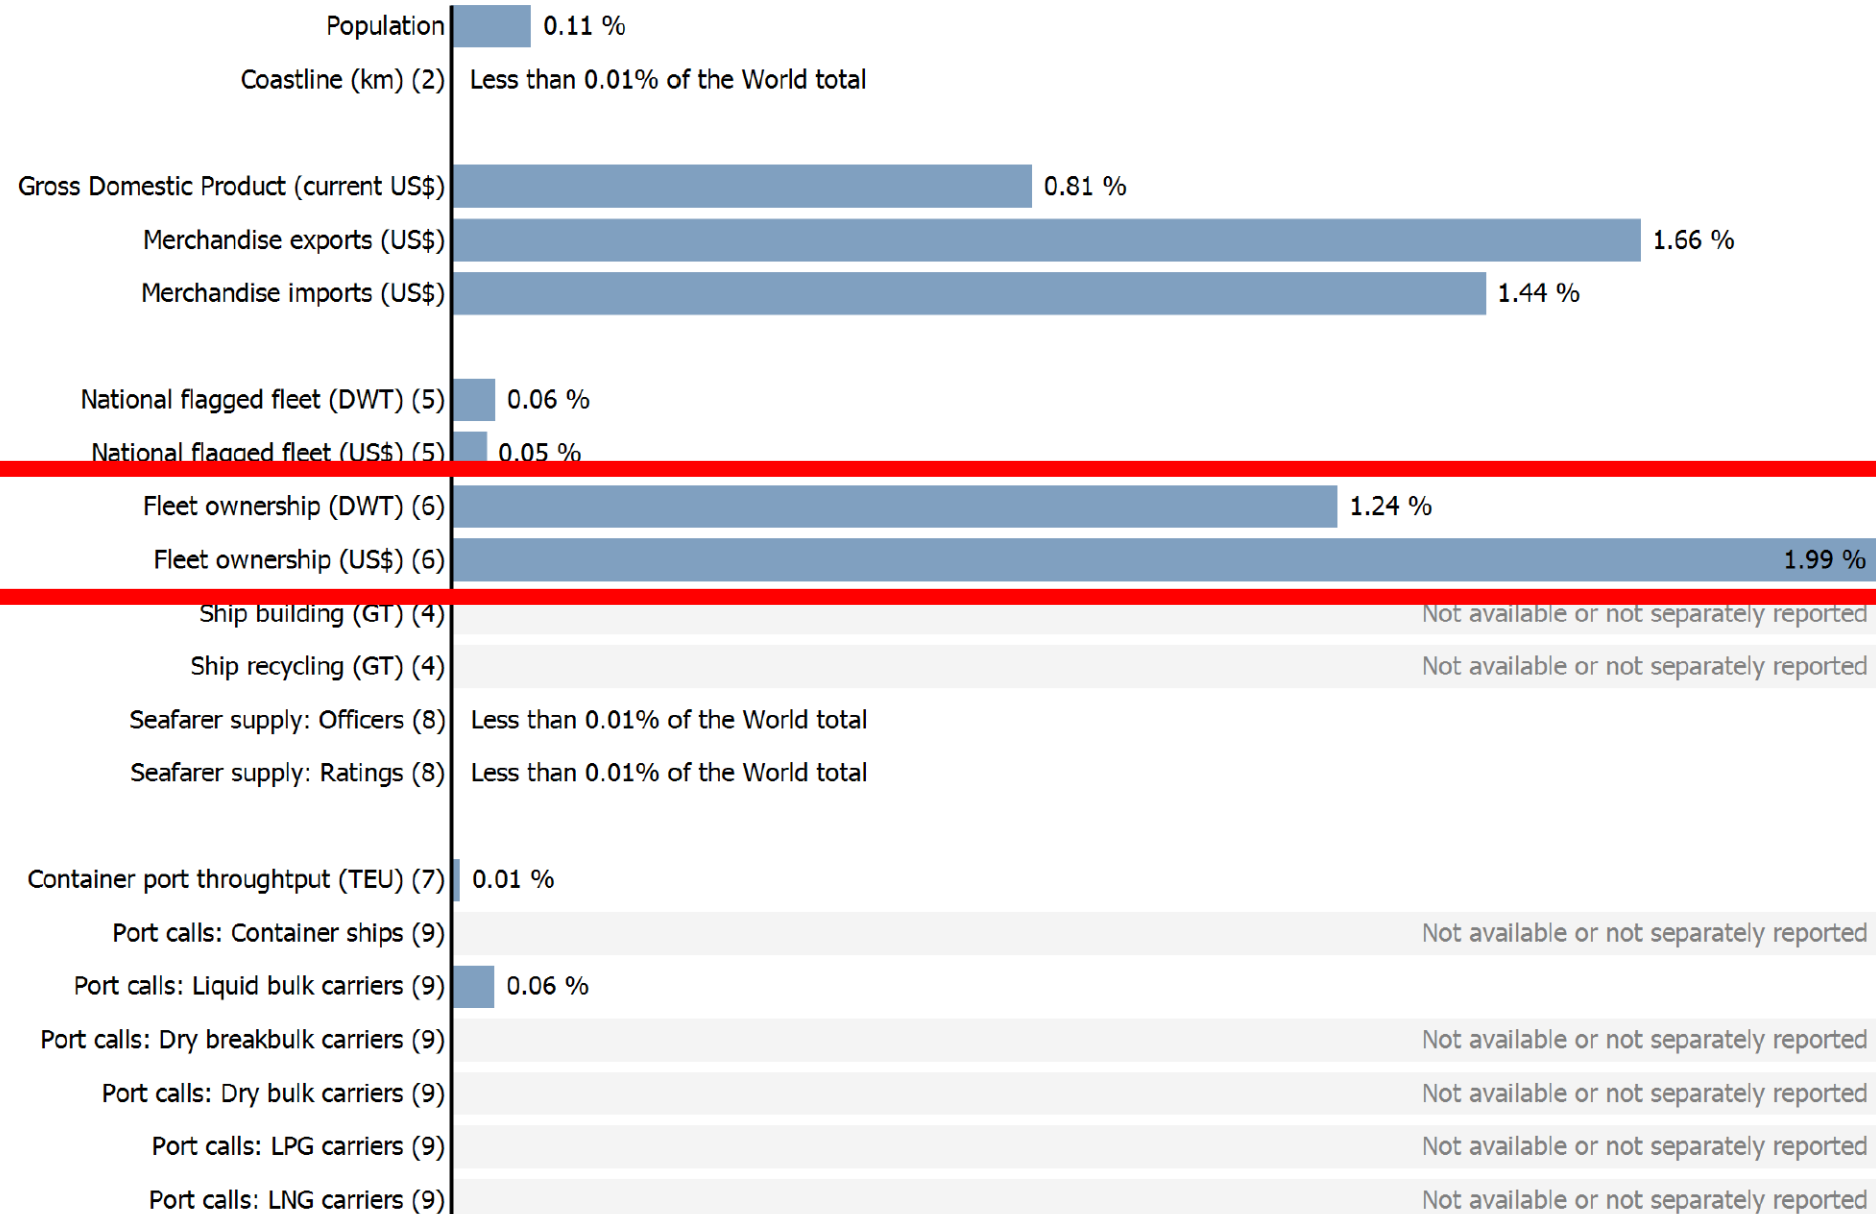 Population 0.11 %
Coastline (km) (2) Less than 0.01% of the World total
Gross Domestic Product (current US$) 0.81 %
Merchandise exports (US$) 1.66 %
Merchandise imports (US$) 1.44 %
National flagged fleet (DWT) (5) 0.06 %
National flagged fleet (US$) (5) 0.05 %
Fleet ownership (DWT) (6) 1.24 %
Fleet ownership (US$) (6) 1.99 %
Ship building (GT) (4) Not available or not separately reported
Ship recycling (GT) (4) Not available or not separately reported
Seafarer supply: Officers (8) Less than 0.01% of the World total
Seafarer supply: Ratings (8) Less than 0.01% of the World total
Container port throughtput (TEU) (7) 0.01 %
Port calls: Container ships (9) Not available or not separately reported
Port calls: Liquid bulk carriers (9) 0.06 %
Port calls: Dry breakbulk carriers (9) Not available or not separately reported
Port calls: Dry bulk carriers (9) Not available or not separately reported
Port calls: LPG carriers (9) Not available or not separately reported
Port calls: LNG carriers (9) Not available or not separately reported